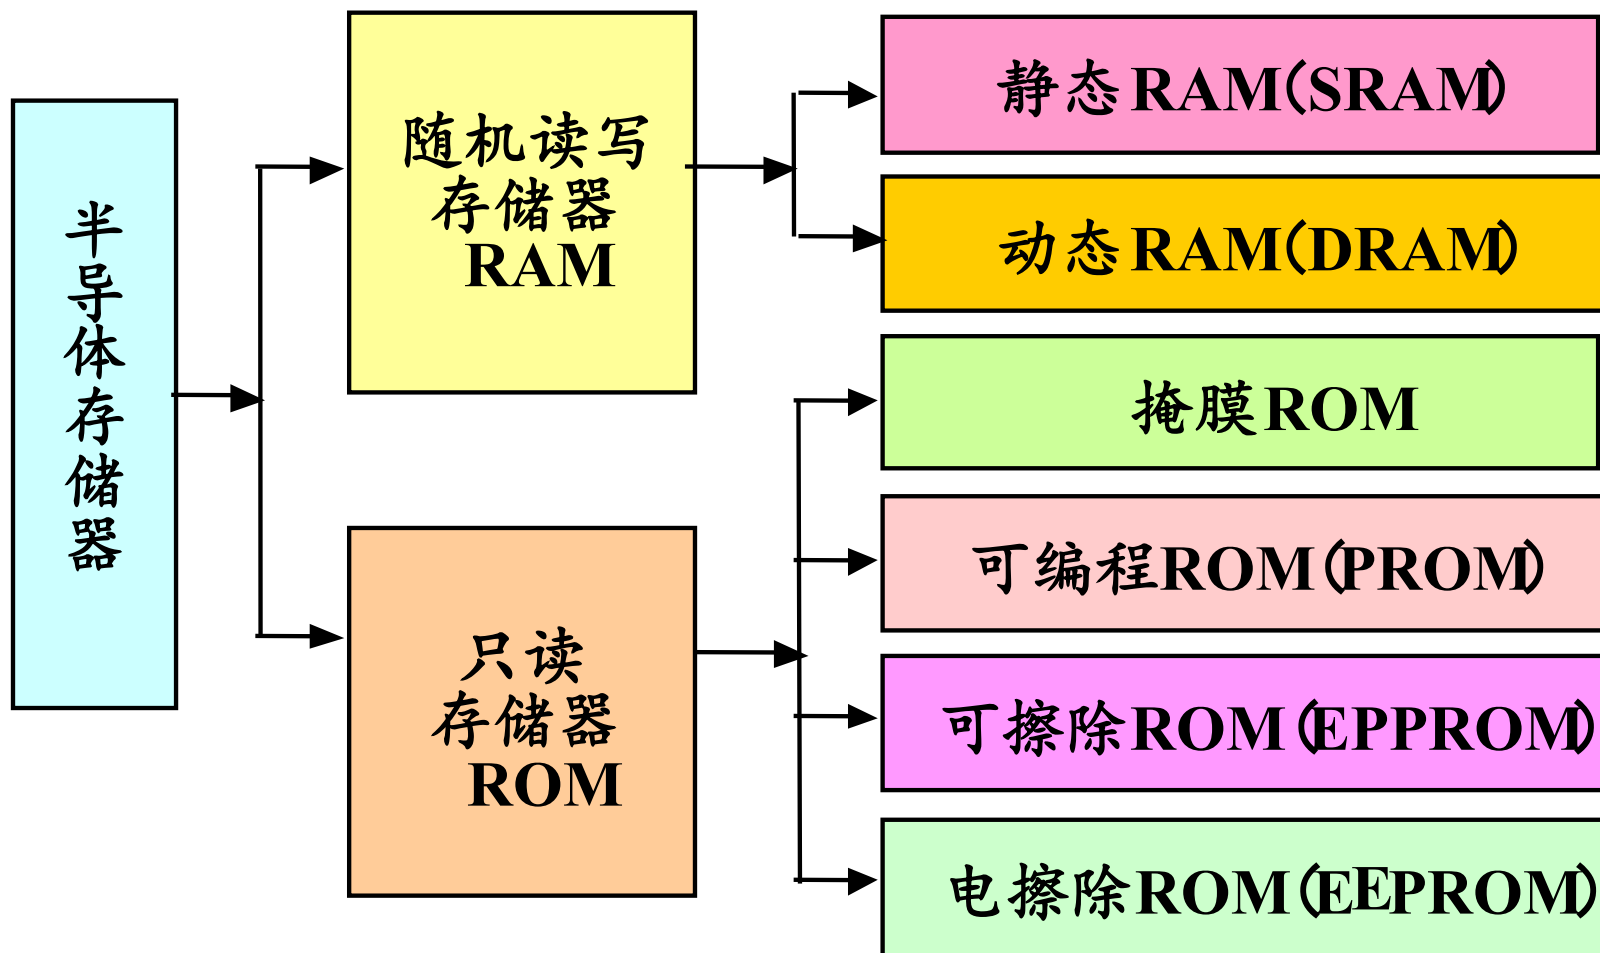 半导体存储器
随机读写
存储器
RAM
只读
存储器
ROM
静态RAM(SRAM)
动态RAM(DRAM)
掩膜ROM
可编程ROM(PROM)
可擦除ROM(EPPROM)
电擦除ROM(EEPROM)